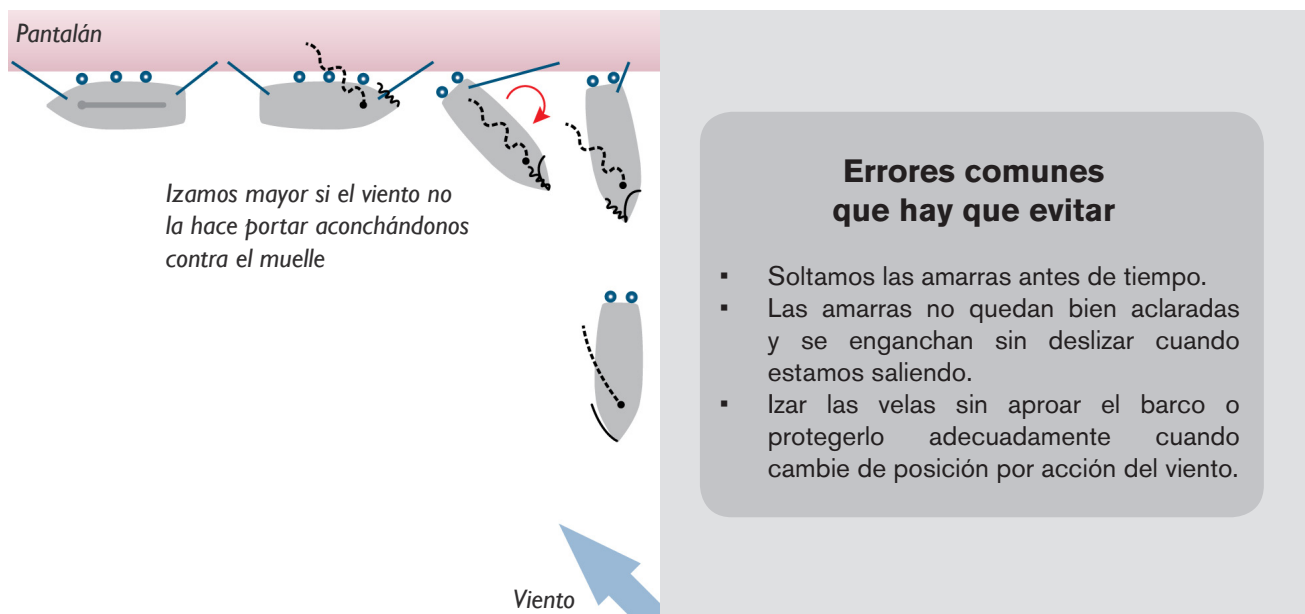 Pantalán
Izamos mayor si el viento no
la hace portar aconchándonos
contra el muelle
Viento
Errores comunes
que hay que evitar
▪ Soltamos las amarras antes de tiempo.
▪ Las amarras no quedan bien aclaradas
y se enganchan sin deslizar cuando
estamos saliendo.
▪ Izar las velas sin aproar el barco o
protegerlo adecuadamente cuando
cambie de posición por acción del viento.